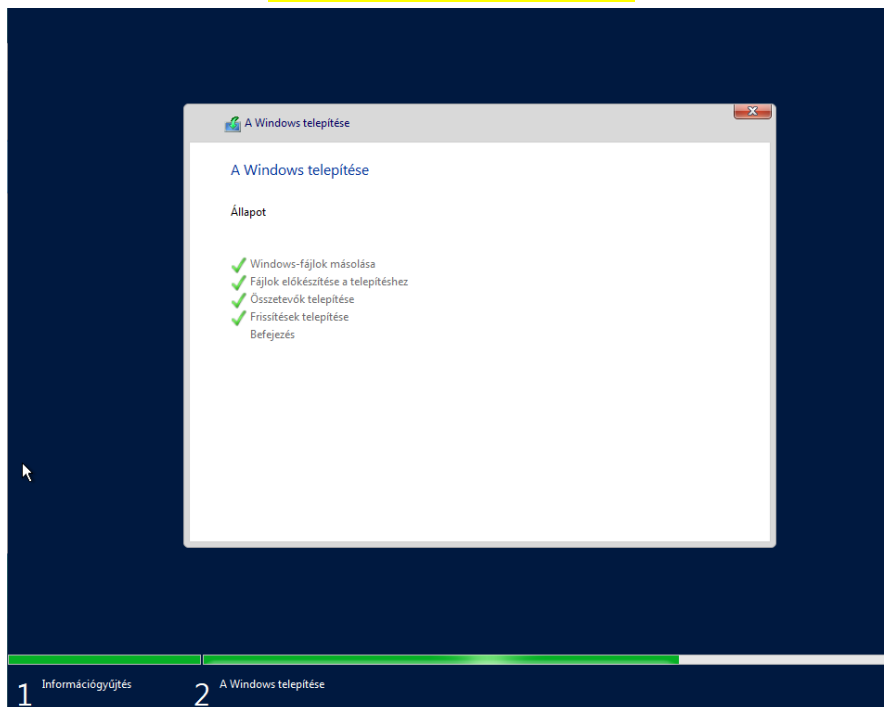 A Windows telepítése
A Windows telepítése
Állapot
Windows-fájlok másolása
Fájlok előkészítése a telepítéshez
Összetevők telepítése
Frissítések telepítése
Befejezés
1 Információgyűjtés 2 A Windows telepítése